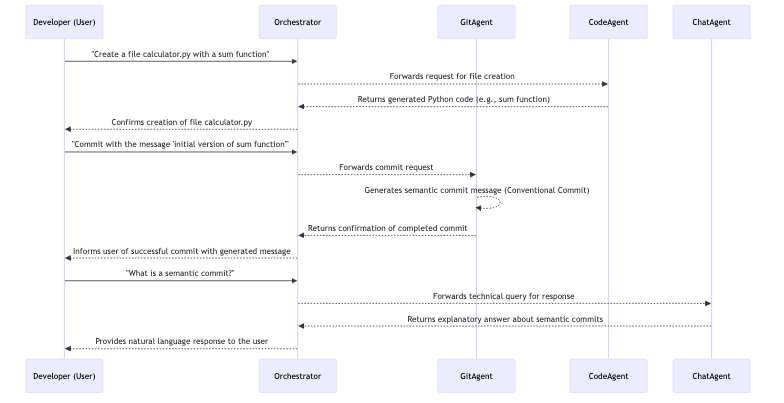 Developer (User)
Orchestrator
GitAgent
CodeAgent
ChatAgent
"Create a file calculator.py with a sum function"
Forwards request for file creation
Returns generated Python code (e.g., sum function)
Confirms creation of file calculator.py
"Commit with the message 'initial version of sum function'"
Forwards commit request
Generates semantic commit message (Conventional Commit)
Returns confirmation of completed commit
Informs user of successful commit with generated message
"What is a semantic commit?"
Forwards technical query for response
Returns explanatory answer about semantic commits
Provides natural language response to the user
Developer (User)
Orchestrator
GitAgent
CodeAgent
ChatAgent